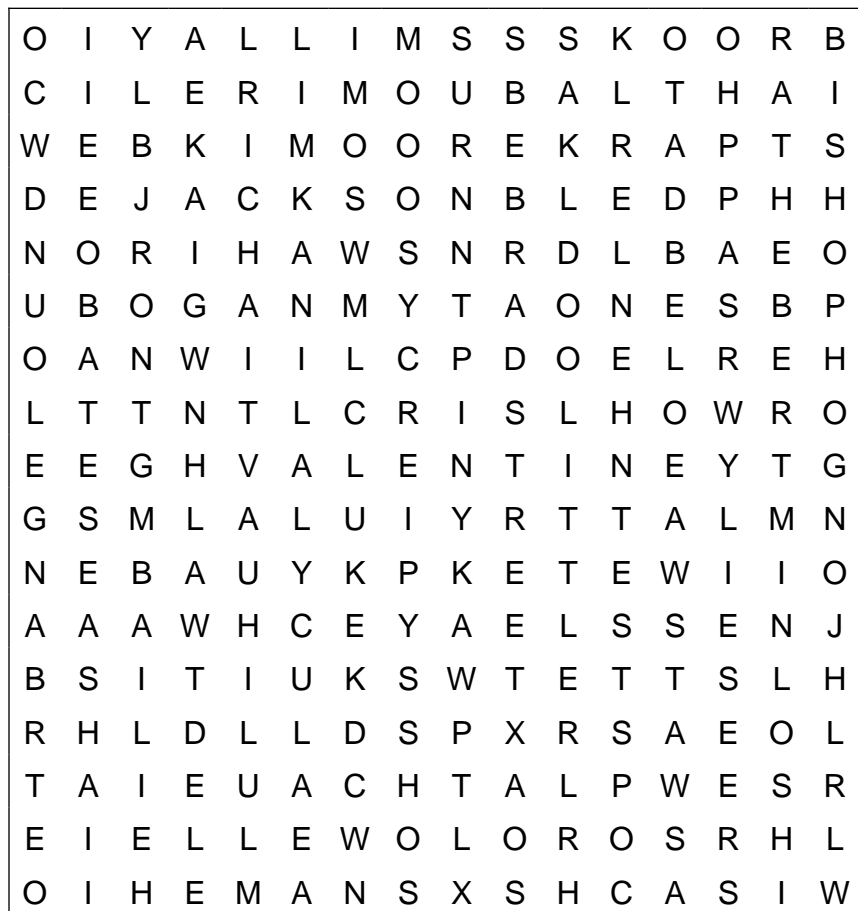 O I Y A L L I M S S S K O O R B
C I L E R I M O U B A L T H A I
W E B K I M O O R E K R A P T S
D E J A C K S O N B L E D P H H
N O R I H A W S N R D L B A E O
U B O G A N M Y T A O N E S B P
O A N W I I L C P D O E L R E H
L T T N T L C R I S L H O W R O
E E G H V A L E N T I N E Y T G
G S M L A L U I Y R T T A L M N
N E B A U Y K P K E T E W I I O
A A A W H C E Y A E L S S E N J
B S I T I U K S W T E T T S L H
R H L D L L D S P X R S A E O L
T A I E U A C H T A L P W E S R
E I E L L E W O L O R O S R H L
O I H E M A N S X S H C A S I W